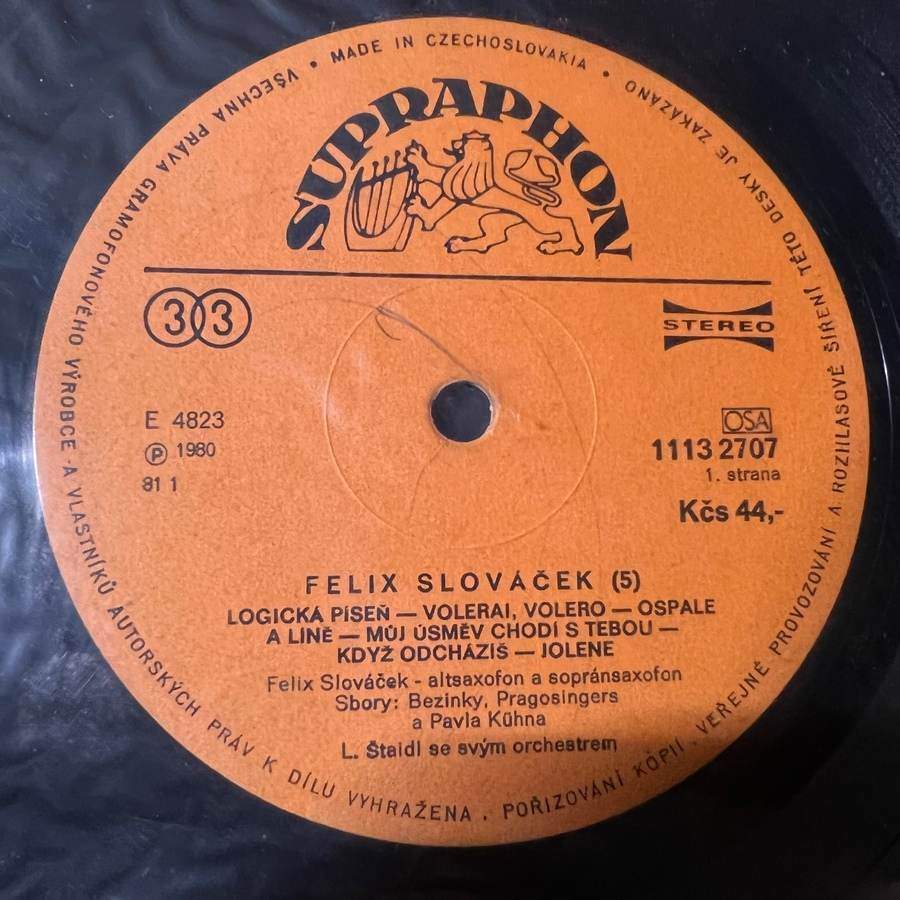 VŠECHNA PRÁVA GRAMOFONOVÉHO VÝROBCE A VLASTNÍKŮ AUTORSKÝCH PRÁV K DÍLU VYHRAŽENA . POŘIZOVÁNÍ KÓPIÍ . VEŘEJNÉ PROVOZOVÁNÍ A ROZHLASOVÉ ŠÍŘENÍ TÉTO DESKY JE ZAKÁZÁNO
• MADE IN CZECHOSLOVAKIA •
SUPRAPHON
33
STEREO
E 4823
Ⓟ 1980
81 1
OSA
1113 2707
1. strana
Kčs 44,-
FELIX SLOVÁČEK (5)
LOGICKÁ PÍSEŇ — VOLERAI, VOLERO — OSPALE
A LÍNĚ — MŮJ ÚSMĚV CHODÍ S TEBOU —
KDYŽ ODCHÁZÍŠ — JOLENE
Felix Slováček - altsaxofon a sopránsaxofon
Sbory: Bezinky, Pragosingers
a Pavla Kühna
L. Štaidl se svým orchestrem